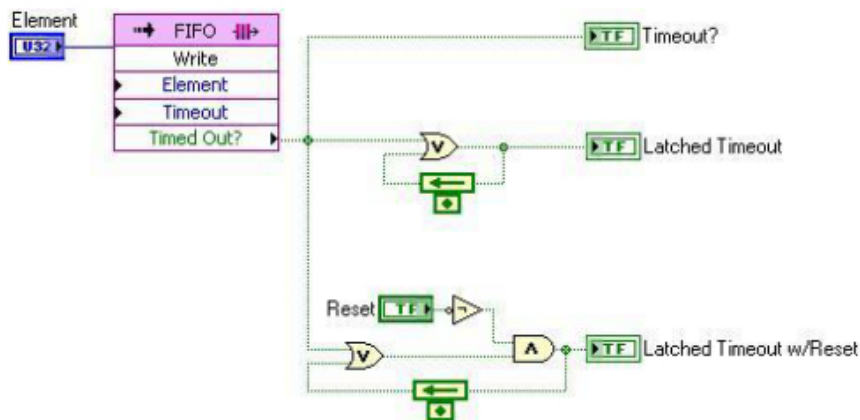 Element
U32
FIFO
Write
Element
Timeout
Timed Out?
TF
Timeout?
V
TF
Latched Timeout
Reset
TF
V
Λ
TF
Latched Timeout w/Reset